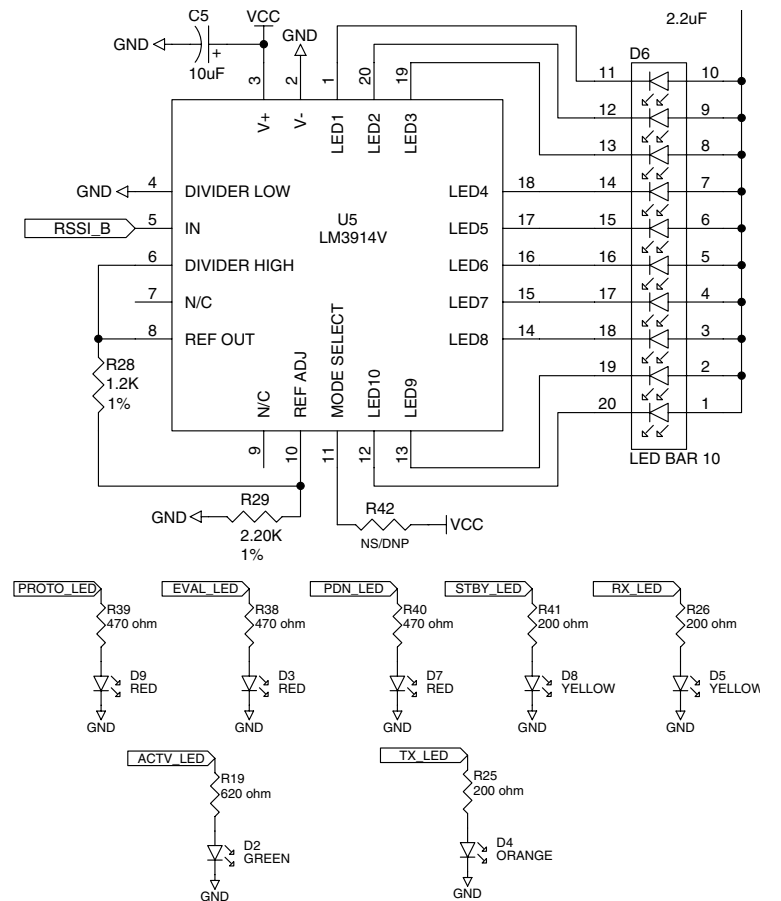 C5
VCC
2.2uF
GND
GND
D6
10uF
+
3
2
1
20
19
V+
V-
LED1
LED2
LED3
11
10
12
9
13
8
GND
4
DIVIDER LOW
LED4
18
14
7
RSSI_B
5
IN
U5
LM3914V
LED5
17
15
6
6
DIVIDER HIGH
LED6
16
16
5
7
N/C
LED7
15
17
4
8
REF OUT
LED8
14
18
3
R28
1.2K
1%
N/C
REF ADJ
MODE SELECT
LED10
LED9
19
2
20
1
9
10
11
12
13
LED BAR 10
GND
R29
2.20K
1%
R42
NS/DNP
VCC
PROTO_LED
EVAL_LED
PDN_LED
STBY_LED
RX_LED
R39
470 ohm
R38
470 ohm
R40
470 ohm
R41
200 ohm
R26
200 ohm
D9
RED
D3
RED
D7
RED
D8
YELLOW
D5
YELLOW
GND
GND
GND
GND
GND
ACTV_LED
TX_LED
R19
620 ohm
R25
200 ohm
D2
GREEN
D4
ORANGE
GND
GND